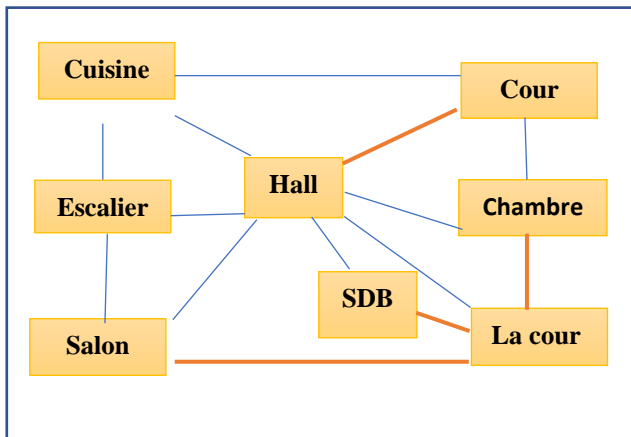 Cuisine
Cour
Hall
Escalier
Chambre
SDB
Salon
La cour